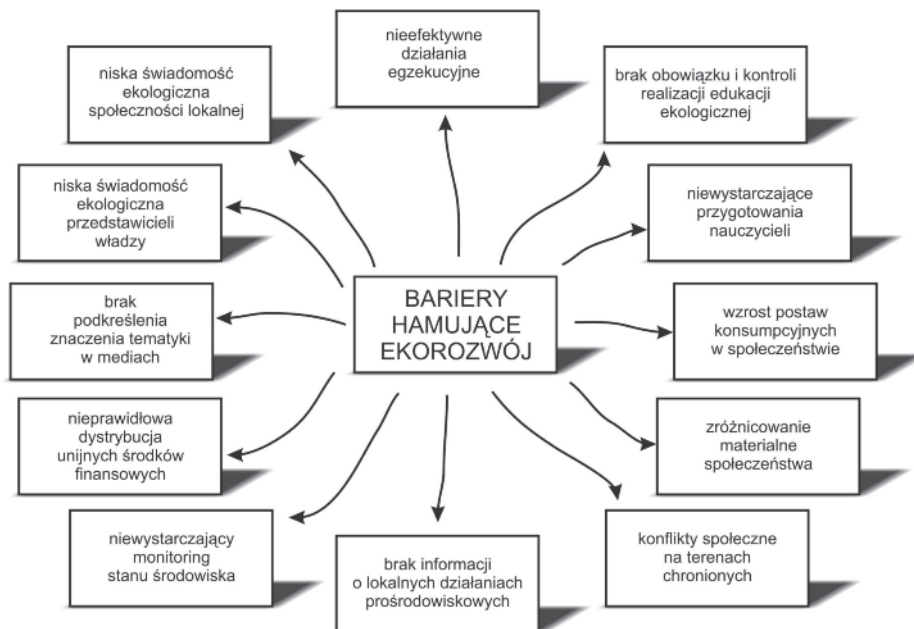 nieefektywne
działania
egzekucyjne
niska świadomość
ekologiczna
społeczności lokalnej
brak obowiązku i kontroli
realizacji edukacji
ekologicznej
niska świadomość
ekologiczna
przedstawicieli
władzy
niewystarczające
przygotowania
nauczycieli
BARIERY
HAMUJĄCE
EKOROZWÓJ
brak
podkreślenia
znaczenia tematyki
w mediach
wzrost postaw
konsumpcyjnych
w społeczeństwie
nieprawidłowa
dystrybucja
unijnych środków
finansowych
zróżnicowanie
materialne
społeczeństwa
niewystarczający
monitoring
stanu środowiska
brak informacji
o lokalnych działaniach
prośrodowiskowych
konflikty społeczne
na terenach
chronionych